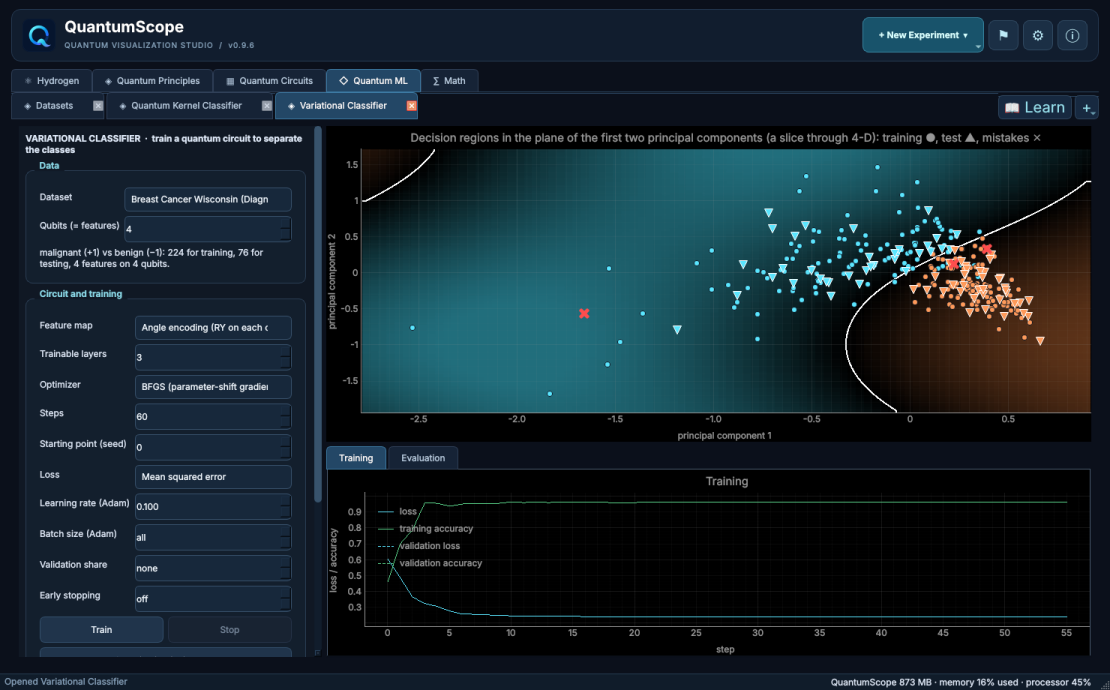 QuantumScope
QUANTUM VISUALIZATION STUDIO / v0.9.6
+ New Experiment ▾
Hydrogen
Quantum Principles
Quantum Circuits
Quantum ML
Σ Math
Datasets
Quantum Kernel Classifier
Variational Classifier
Learn
+
VARIATIONAL CLASSIFIER · train a quantum circuit to separate
the classes
Data
Dataset
Breast Cancer Wisconsin (Diagn
Qubits (= features)
4
malignant (+1) vs benign (−1): 224 for training, 76 for
testing, 4 features on 4 qubits.
Circuit and training
Feature map
Angle encoding (RY on each c
Trainable layers
3
Optimizer
BFGS (parameter-shift gradie
Steps
60
Starting point (seed)
0
Loss
Mean squared error
Learning rate (Adam)
0.100
Batch size (Adam)
all
Validation share
none
Early stopping
off
Train
Stop
Decision regions in the plane of the first two principal components (a slice through 4-D): training ●, test ▲, mistakes ×
principal component 2
1.5
1
0.5
0
-0.5
-1
-1.5
-2.5
-2.0
-1.5
-1.0
-0.5
0
0.5
principal component 1
Training
Evaluation
Training
loss / accuracy
0.9
0.8
0.7
0.6
0.5
0.4
0.3
loss
training accuracy
validation loss
validation accuracy
0
5
10
15
20
25
30
35
40
45
50
55
step
Opened Variational Classifier
QuantumScope 873 MB · memory 16% used · processor 45%